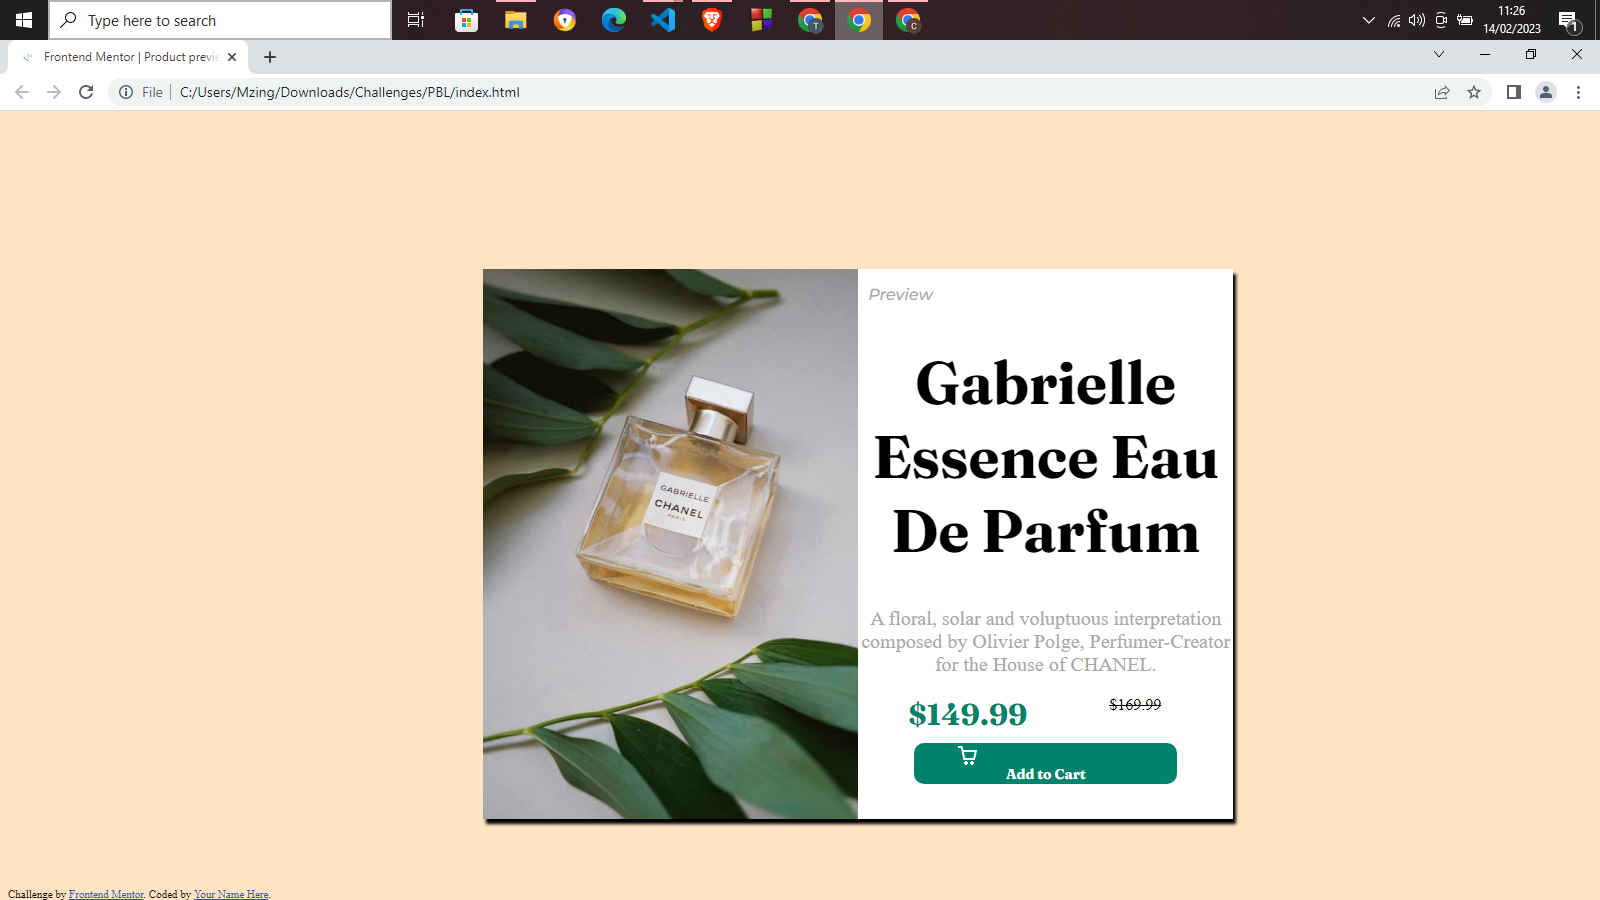 Type here to search
T
C
11:26
14/02/2023
1
Frontend Mentor | Product previe
File
C:/Users/Mzing/Downloads/Challenges/PBL/index.html
Preview
Gabrielle
Essence Eau
De Parfum
GABRIELLE
CHANEL
PARIS
A floral, solar and voluptuous interpretation
composed by Olivier Polge, Perfumer-Creator
for the House of CHANEL.
$149.99 $169.99
Add to Cart
Challenge by Frontend Mentor. Coded by Your Name Here.